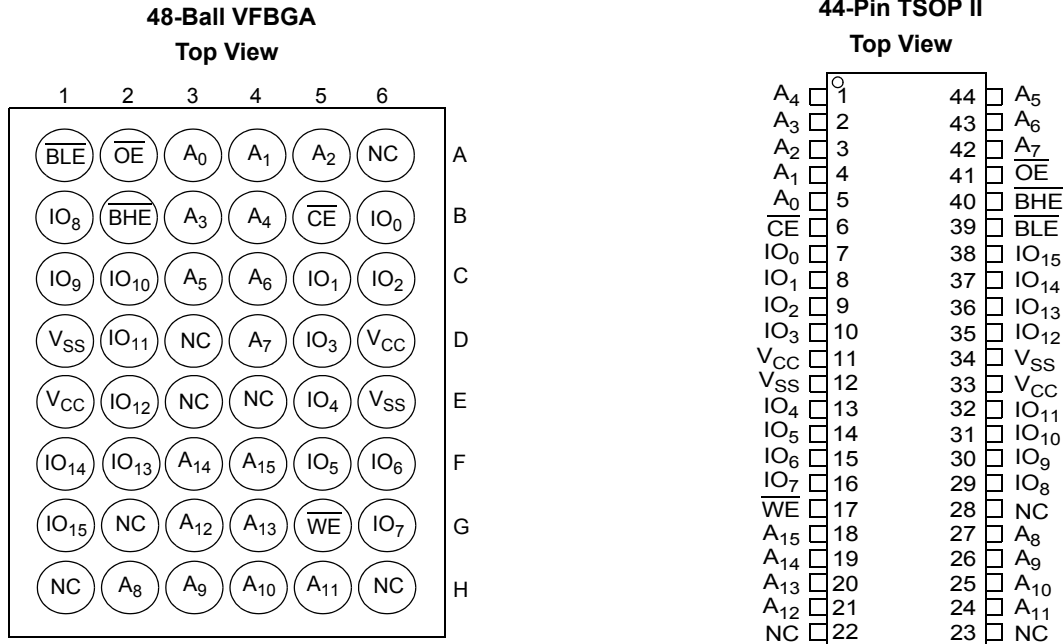 48-Ball VFBGA
Top View
1 2 3 4 5 6
BLE OE A0 A1 A2 NC A
IO8 BHE A3 A4 CE IO0 B
IO9 IO10 A5 A6 IO1 IO2 C
VSS IO11 NC A7 IO3 VCC D
VCC IO12 NC NC IO4 VSS E
IO14 IO13 A14 A15 IO5 IO6 F
IO15 NC A12 A13 WE IO7 G
NC A8 A9 A10 A11 NC H
44-Pin TSOP II
Top View
A4 1 44 A5
A3 2 43 A6
A2 3 42 A7
A1 4 41 OE
A0 5 40 BHE
CE 6 39 BLE
IO0 7 38 IO15
IO1 8 37 IO14
IO2 9 36 IO13
IO3 10 35 IO12
VCC 11 34 VSS
VSS 12 33 VCC
IO4 13 32 IO11
IO5 14 31 IO10
IO6 15 30 IO9
IO7 16 29 IO8
WE 17 28 NC
A15 18 27 A8
A14 19 26 A9
A13 20 25 A10
A12 21 24 A11
NC 22 23 NC